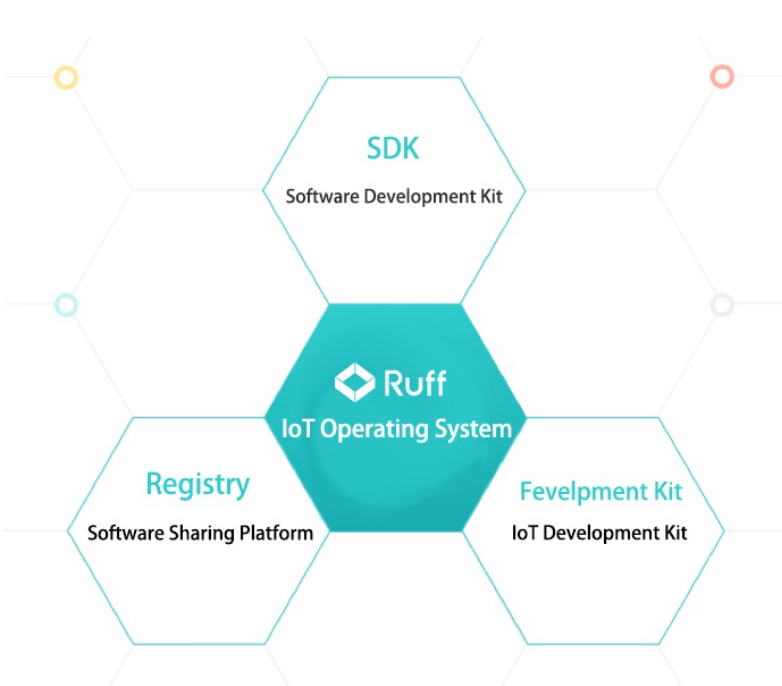 SDK
Software Development Kit
Ruff
IoT Operating System
Registry
Software Sharing Platform
Fevelpment Kit
IoT Development Kit